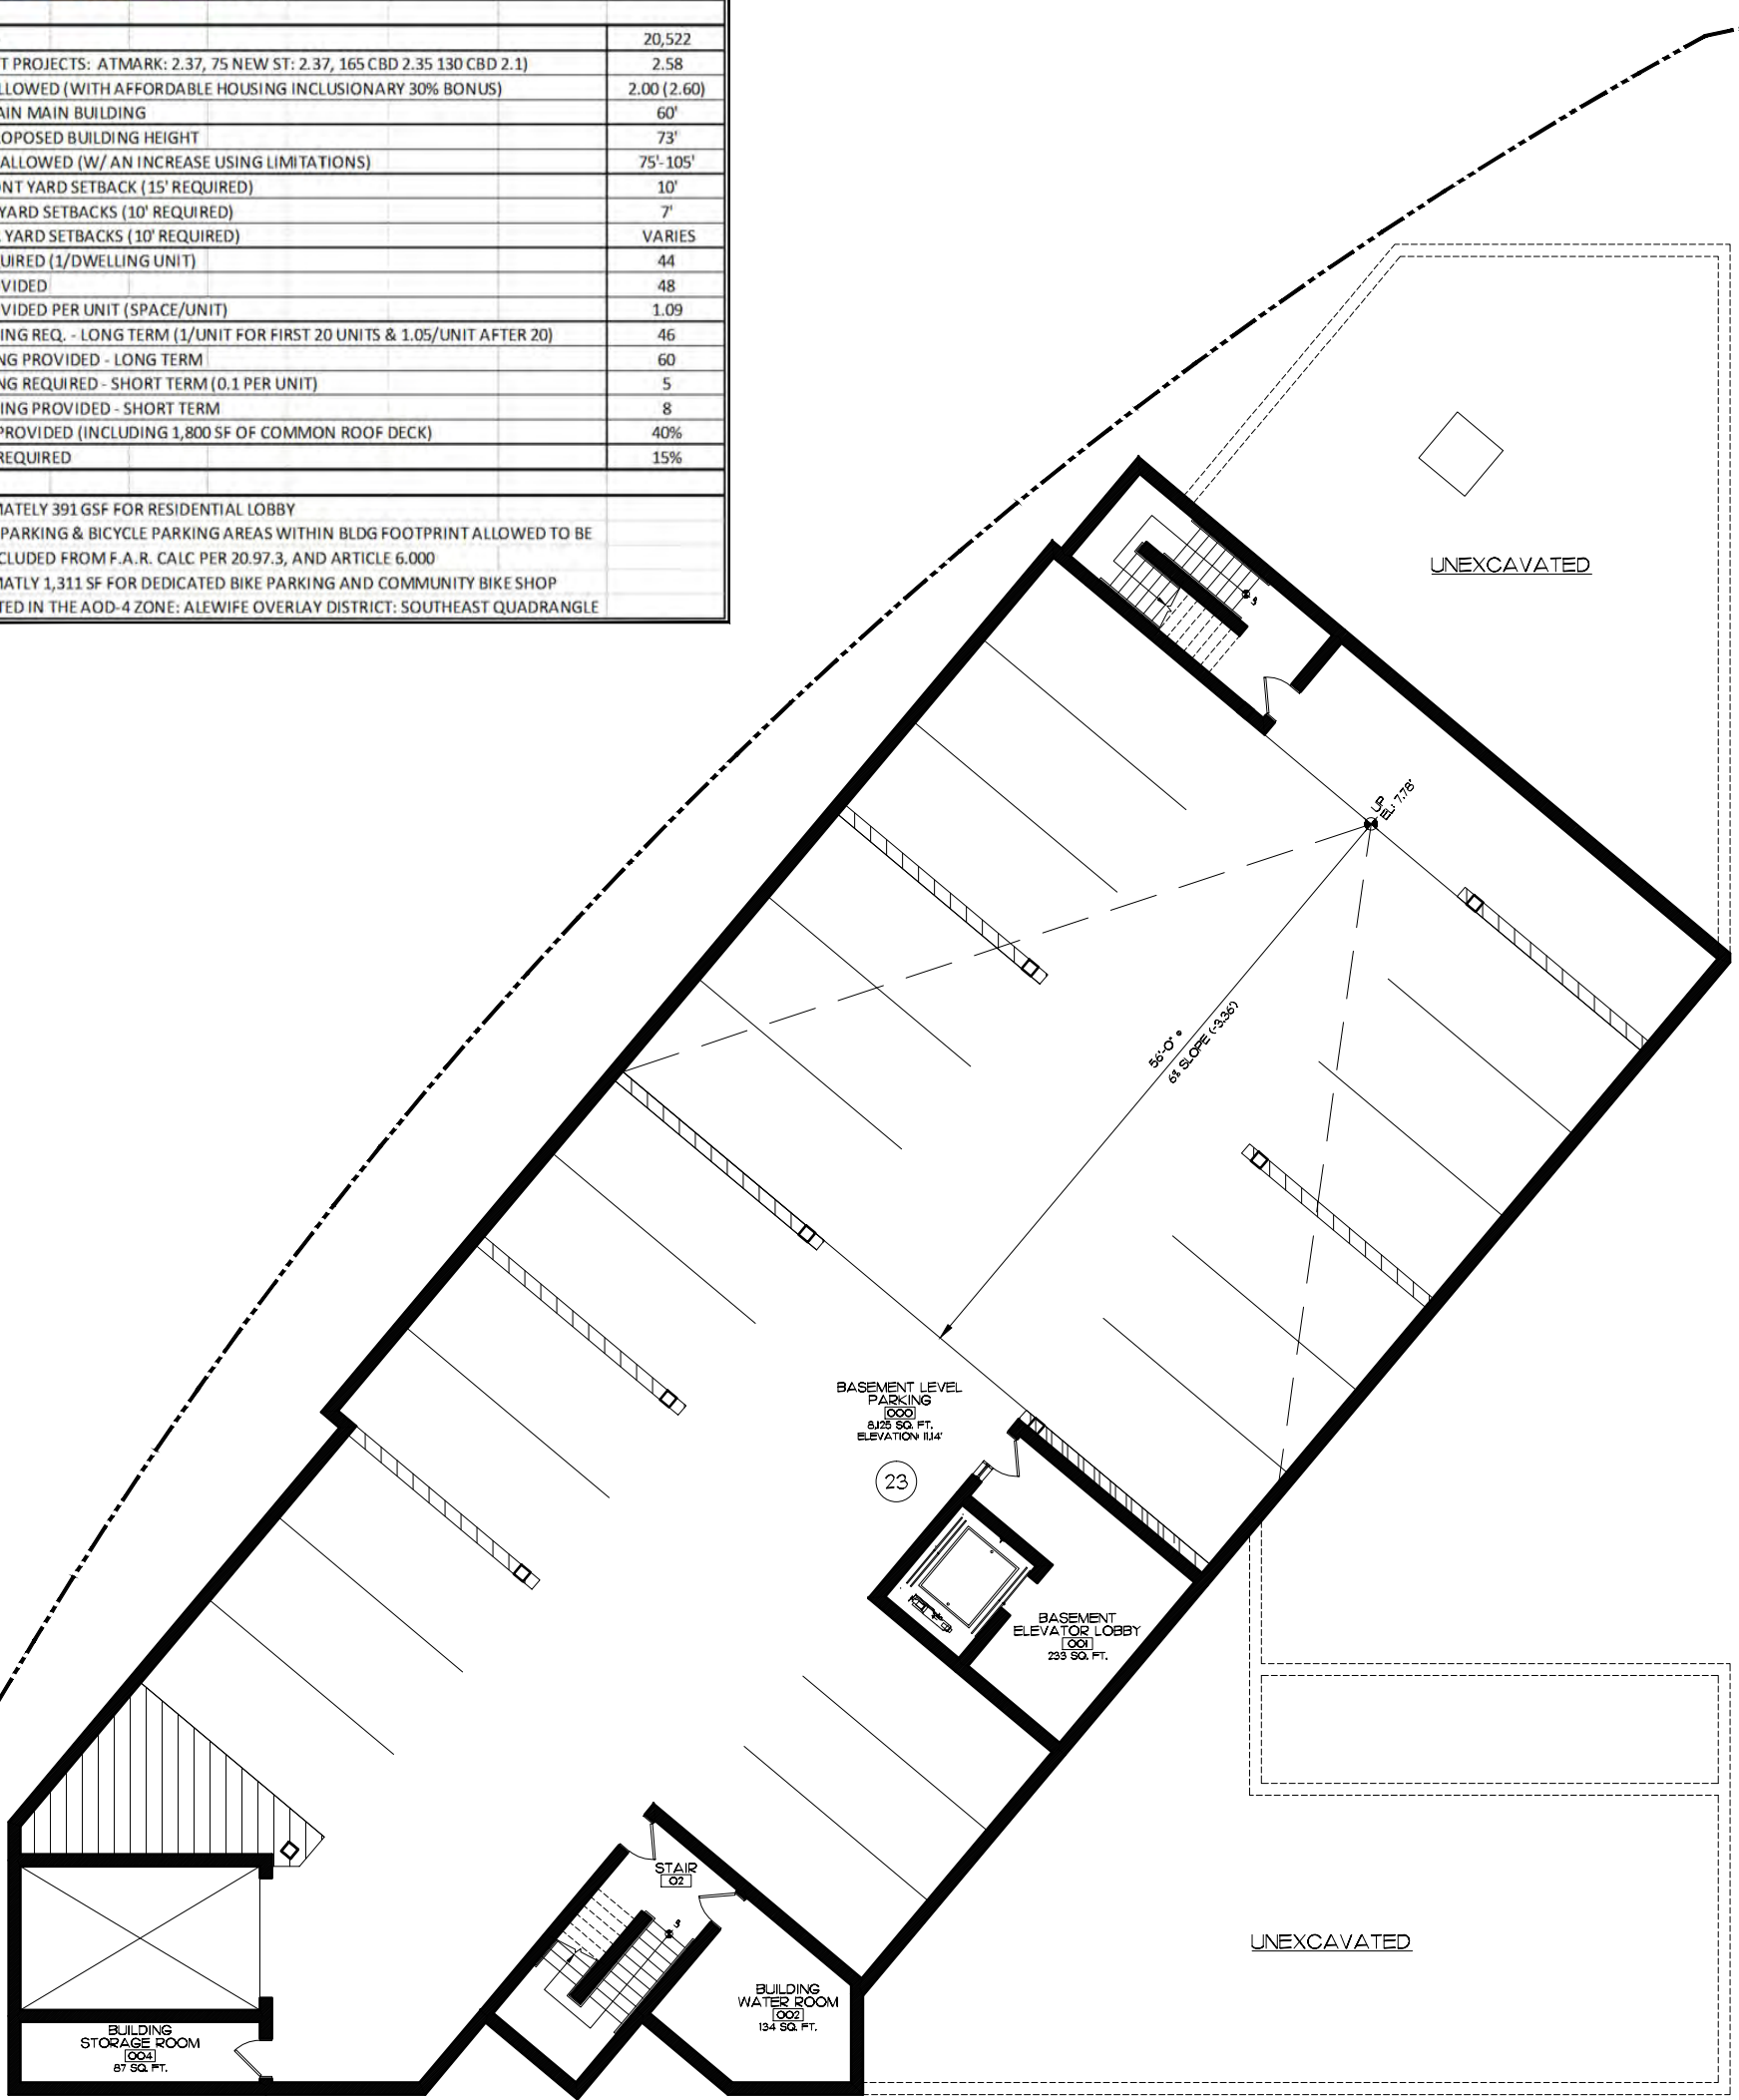 20,522
T PROJECTS: ATMARK: 2.37, 75 NEW ST: 2.37, 165 CBD 2.35 130 CBD 2.1) 2.58
LLOWED (WITH AFFORDABLE HOUSING INCLUSIONARY 30% BONUS) 2.00 (2.60)
AIN MAIN BUILDING 60'
OPOSED BUILDING HEIGHT 73'
ALLOWED (W/ AN INCREASE USING LIMITATIONS) 75'-105'
ONT YARD SETBACK (15' REQUIRED) 10'
YARD SETBACKS (10' REQUIRED) 7'
YARD SETBACKS (10' REQUIRED) VARIES
UIRED (1/DWELLING UNIT) 44
VIDED 48
VIDED PER UNIT (SPACE/UNIT) 1.09
ING REQ. - LONG TERM (1/UNIT FOR FIRST 20 UNITS & 1.05/UNIT AFTER 20) 46
NG PROVIDED - LONG TERM 60
NG REQUIRED - SHORT TERM (0.1 PER UNIT) 5
ING PROVIDED - SHORT TERM 8
PROVIDED (INCLUDING 1,800 SF OF COMMON ROOF DECK) 40%
REQUIRED 15%
MATELY 391 GSF FOR RESIDENTIAL LOBBY
PARKING & BICYCLE PARKING AREAS WITHIN BLDG FOOTPRINT ALLOWED TO BE
CLUDED FROM F.A.R. CALC PER 20.97.3, AND ARTICLE 6.000
MATLY 1,311 SF FOR DEDICATED BIKE PARKING AND COMMUNITY BIKE SHOP
TED IN THE AOD-4 ZONE: ALEWIFE OVERLAY DISTRICT: SOUTHEAST QUADRANGLE
UNEXCAVATED
UP
EL: 7.78'
56'-0"
6% SLOPE (-3.36')
BASEMENT LEVEL
PARKING
000
8,125 SQ. FT.
ELEVATION: 11.14'
23
BASEMENT
ELEVATOR LOBBY
001
233 SQ. FT.
STAIR
02
UNEXCAVATED
BUILDING
WATER ROOM
002
134 SQ. FT.
BUILDING
STORAGE ROOM
004
87 SQ. FT.